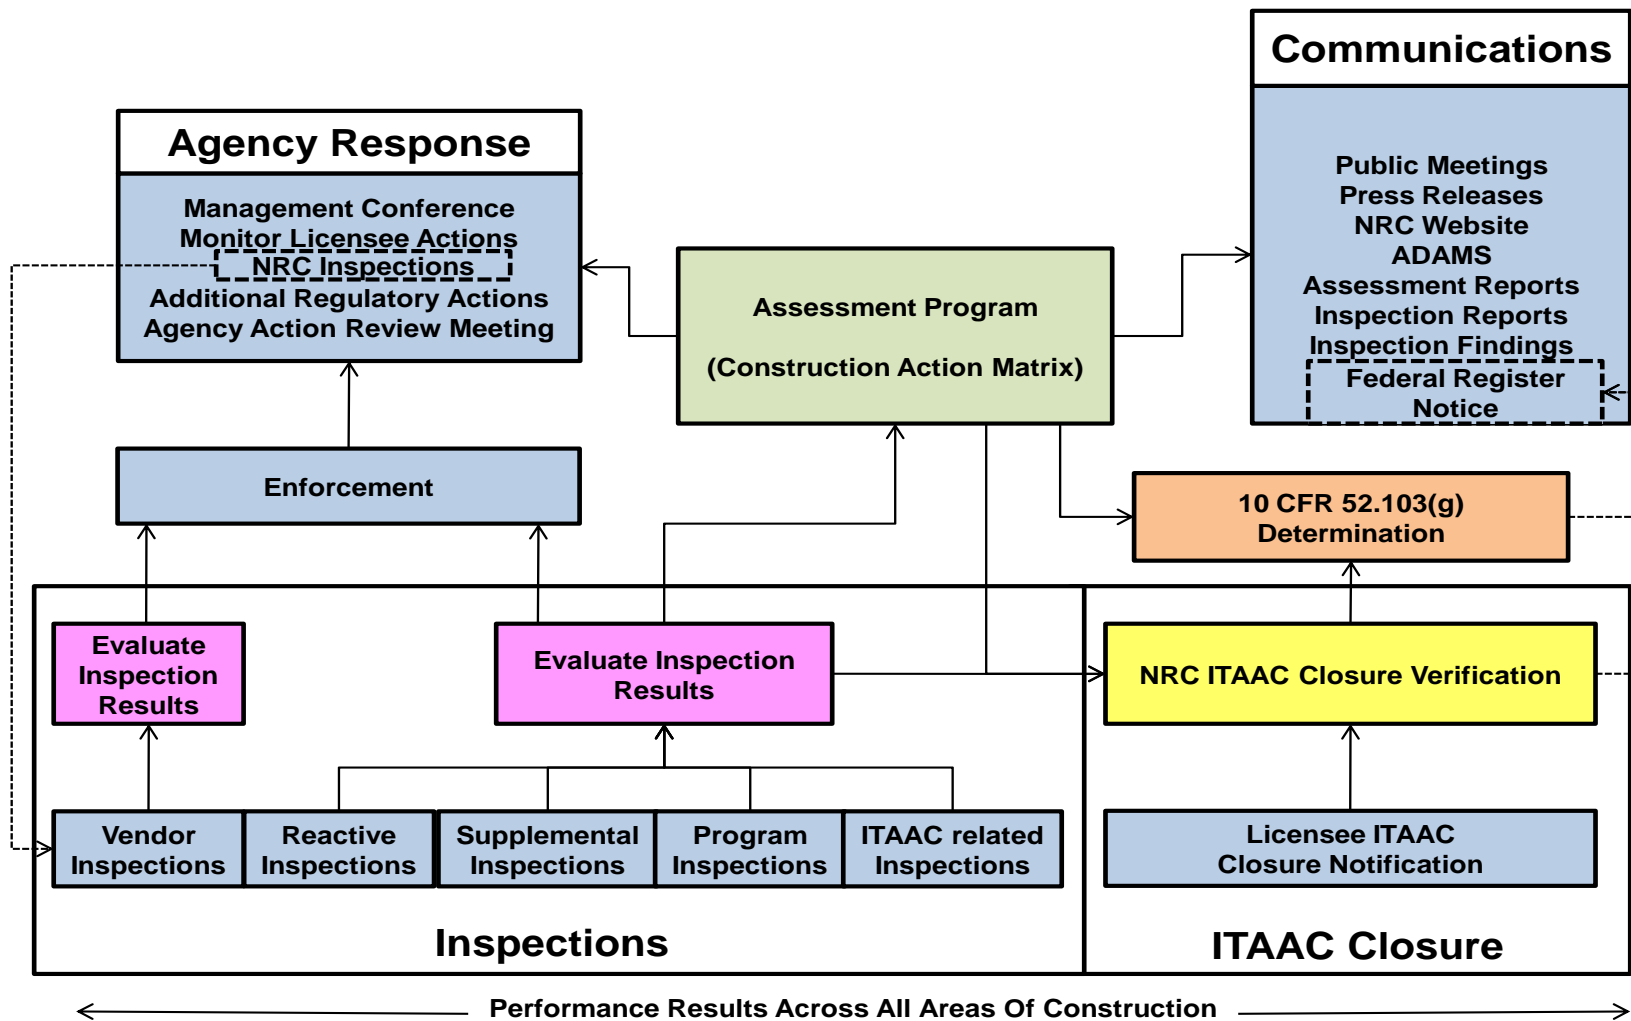 Communications
Public Meetings
Press Releases
NRC Website
ADAMS
Assessment Reports
Inspection Reports
Inspection Findings
Federal Register
Notice
Agency Response
Management Conference
Monitor Licensee Actions
NRC Inspections
Additional Regulatory Actions
Agency Action Review Meeting
Assessment Program
(Construction Action Matrix)
Enforcement
10 CFR 52.103(g)
Determination
Evaluate
Inspection
Results
Evaluate Inspection
Results
NRC ITAAC Closure Verification
Vendor
Inspections
Reactive
Inspections
Supplemental
Inspections
Program
Inspections
ITAAC related
Inspections
Licensee ITAAC
Closure Notification
Inspections
ITAAC Closure
Performance Results Across All Areas Of Construction